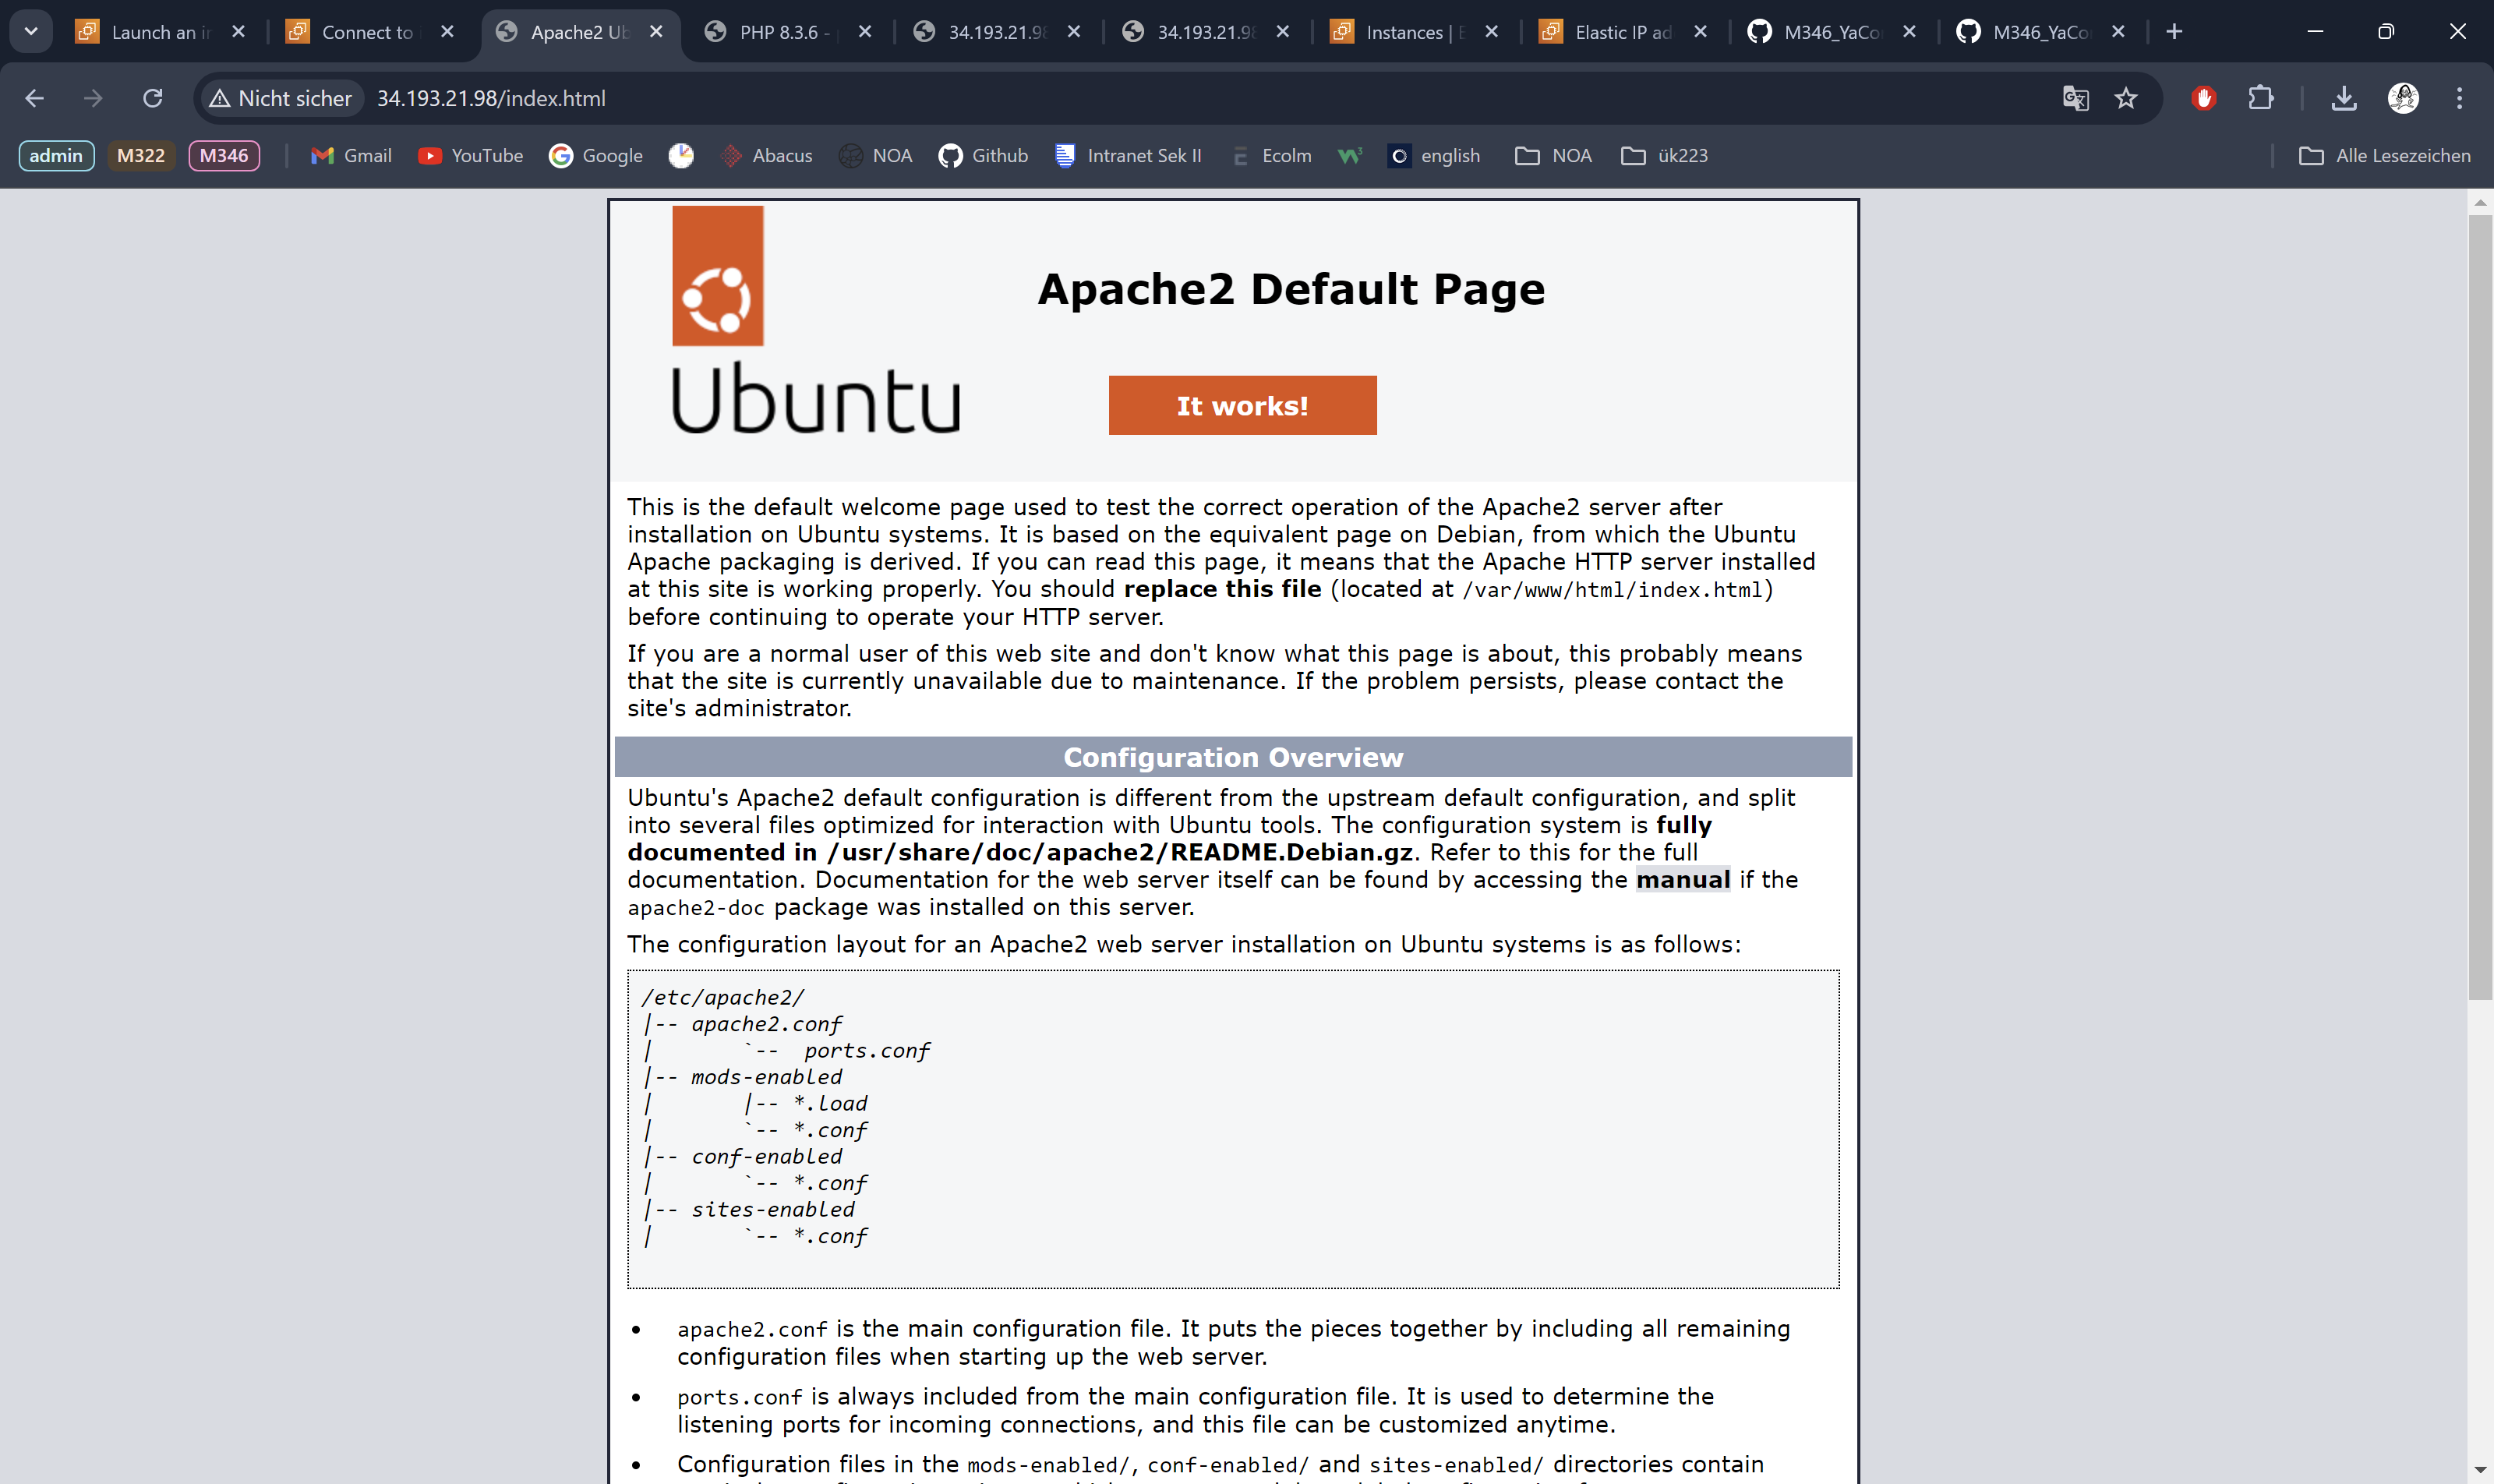 Launch an in
Connect to i
Apache2 Ub
PHP 8.3.6 - p
34.193.21.98
34.193.21.98
Instances | E
Elastic IP ad
M346_YaCo
M346_YaCo
Nicht sicher 34.193.21.98/index.html
admin M322 M346 Gmail YouTube Google Abacus NOA Github Intranet Sek II Ecolm english NOA ük223 Alle Lesezeichen
Apache2 Default Page
Ubuntu
It works!
This is the default welcome page used to test the correct operation of the Apache2 server after
installation on Ubuntu systems. It is based on the equivalent page on Debian, from which the Ubuntu
Apache packaging is derived. If you can read this page, it means that the Apache HTTP server installed
at this site is working properly. You should replace this file (located at /var/www/html/index.html)
before continuing to operate your HTTP server.
If you are a normal user of this web site and don't know what this page is about, this probably means
that the site is currently unavailable due to maintenance. If the problem persists, please contact the
site's administrator.
Configuration Overview
Ubuntu's Apache2 default configuration is different from the upstream default configuration, and split
into several files optimized for interaction with Ubuntu tools. The configuration system is fully
documented in /usr/share/doc/apache2/README.Debian.gz. Refer to this for the full
documentation. Documentation for the web server itself can be found by accessing the manual if the
apache2-doc package was installed on this server.
The configuration layout for an Apache2 web server installation on Ubuntu systems is as follows:
/etc/apache2/
|-- apache2.conf
|       `--  ports.conf
|-- mods-enabled
|       |-- *.load
|       `-- *.conf
|-- conf-enabled
|       `-- *.conf
|-- sites-enabled
|       `-- *.conf
• apache2.conf is the main configuration file. It puts the pieces together by including all remaining
configuration files when starting up the web server.
• ports.conf is always included from the main configuration file. It is used to determine the
listening ports for incoming connections, and this file can be customized anytime.
• Configuration files in the mods-enabled/, conf-enabled/ and sites-enabled/ directories contain